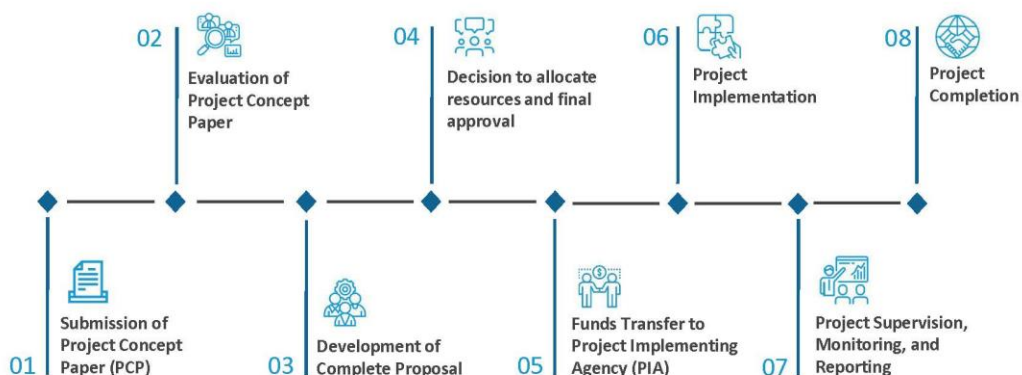 02
Evaluation of
Project Concept
Paper
04
Decision to allocate
resources and final
approval
06
Project
Implementation
08
Project
Completion
01
Submission of
Project Concept
Paper (PCP)
03
Development of
Complete Proposal
05
Funds Transfer to
Project Implementing
Agency (PIA)
07
Project Supervision,
Monitoring, and
Reporting